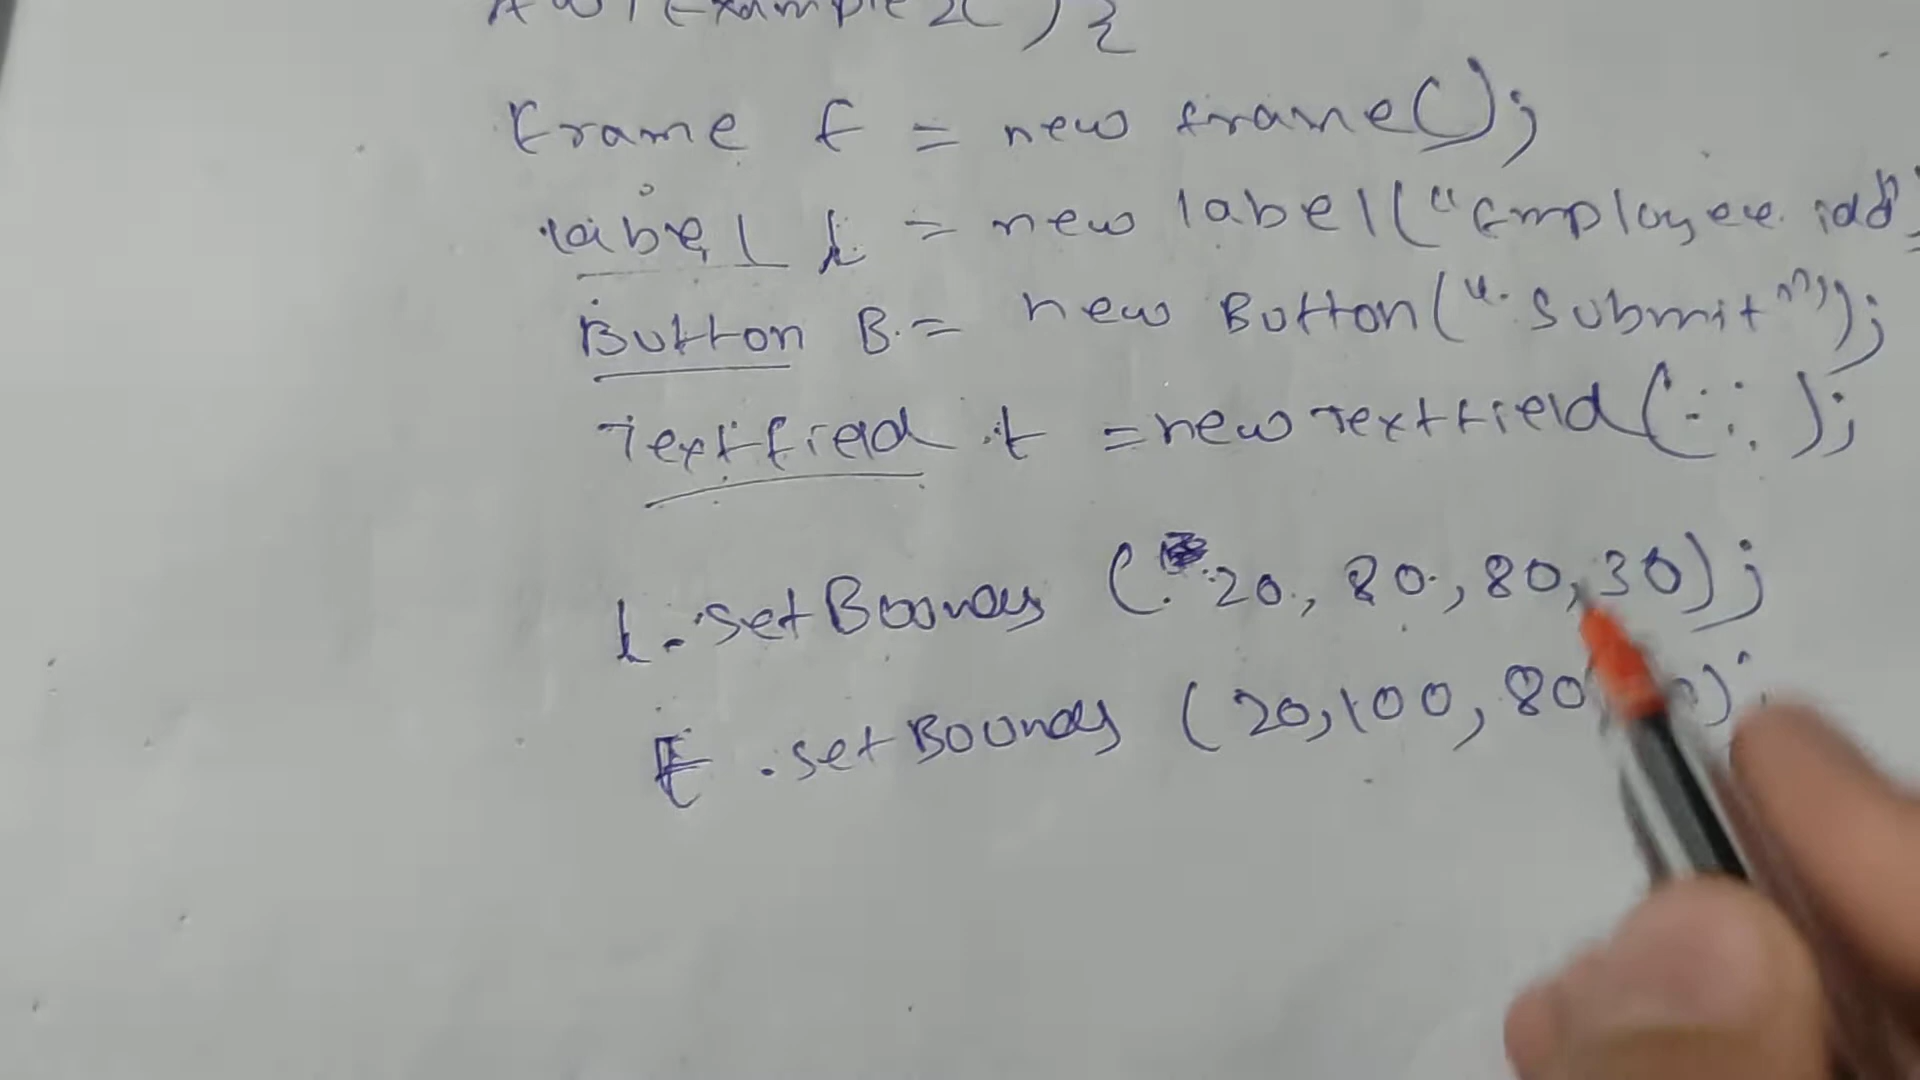 AwtExample2( ) {
Frame f = new frame();
label l = new label("Employee id"
Button B = new Button("Submit");
Textfield t = new Textfield( );
l.setBounds (20, 80, 80, 30);
t.setBounds (20, 100, 80, );